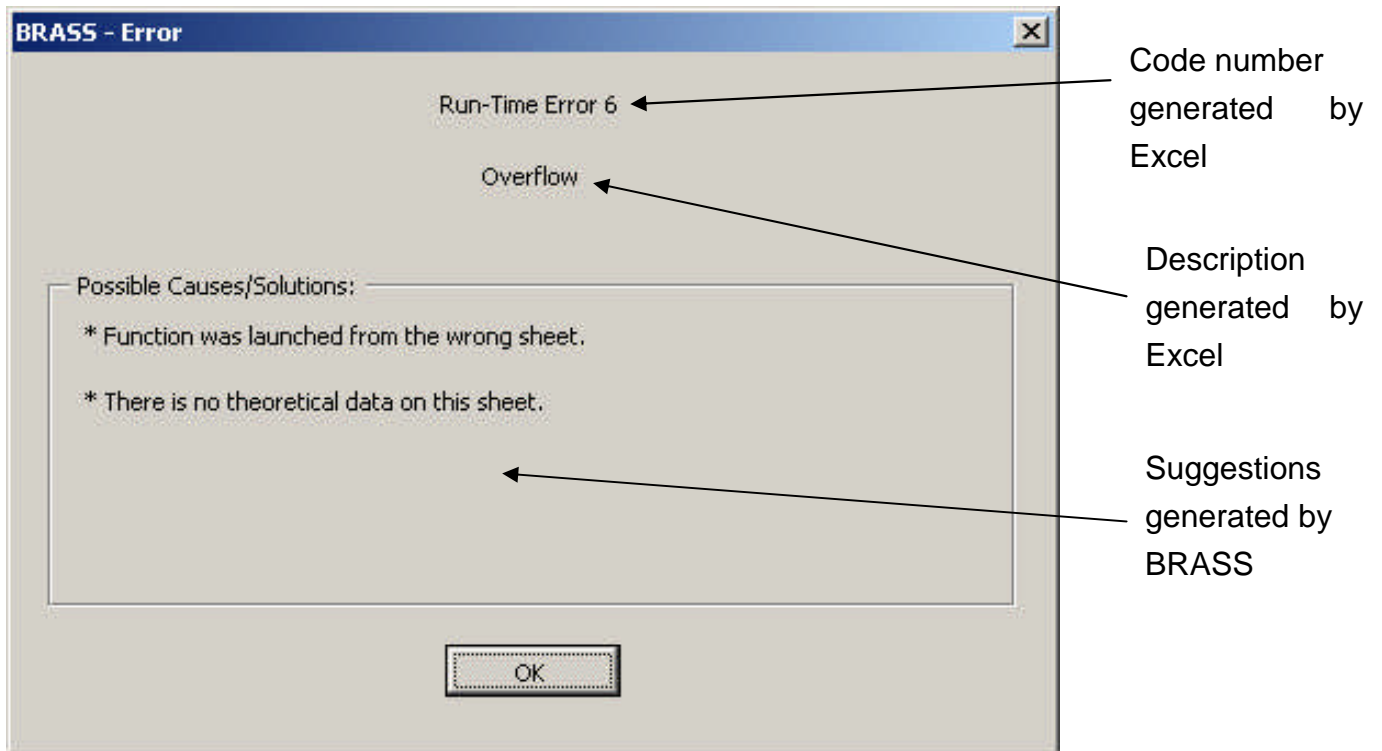 BRASS - Error
Run-Time Error 6
Overflow
Possible Causes/Solutions:
* Function was launched from the wrong sheet.
* There is no theoretical data on this sheet.
OK
Code number
generated by
Excel
Description
generated by
Excel
Suggestions
generated by
BRASS